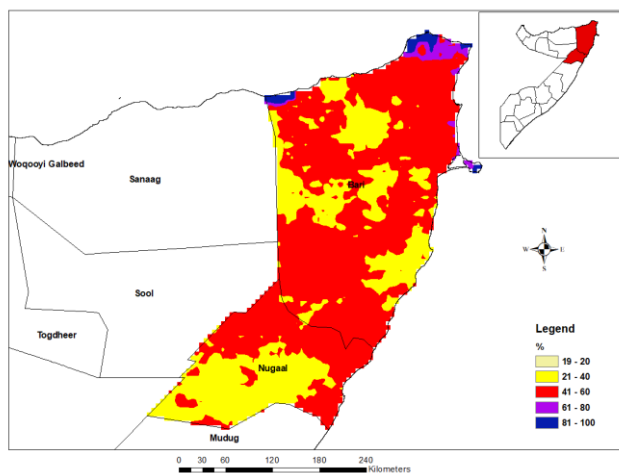 Woqooyi Galbeed
Sanaag
Bari
Sool
Togdheer
Nugaal
Mudug
N
W E
S
Legend
%
19 - 20
21 - 40
41 - 60
61 - 80
81 - 100
0 15 30 60 120 180 240
Kilometers